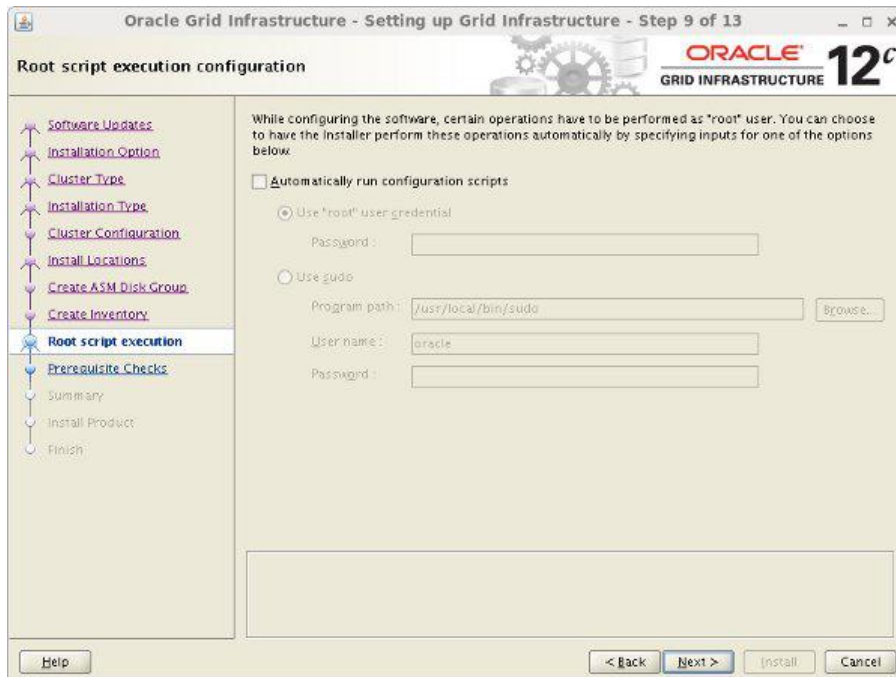 Oracle Grid Infrastructure - Setting up Grid Infrastructure - Step 9 of 13
Root script execution configuration
ORACLE
GRID INFRASTRUCTURE
12c
Software Updates
Installation Option
Cluster Type
Installation Type
Cluster Configuration
Install Locations
Create ASM Disk Group
Create Inventory
Root script execution
Prerequisite Checks
Summary
Install Product
Finish
While configuring the software, certain operations have to be performed as "root" user. You can choose
to have the Installer perform these operations automatically by specifying inputs for one of the options
below.
Automatically run configuration scripts
Use "root" user credential
Password :
Use sudo
Program path : /usr/local/bin/sudo Browse...
User name : oracle
Password :
Help < Back Next > Install Cancel